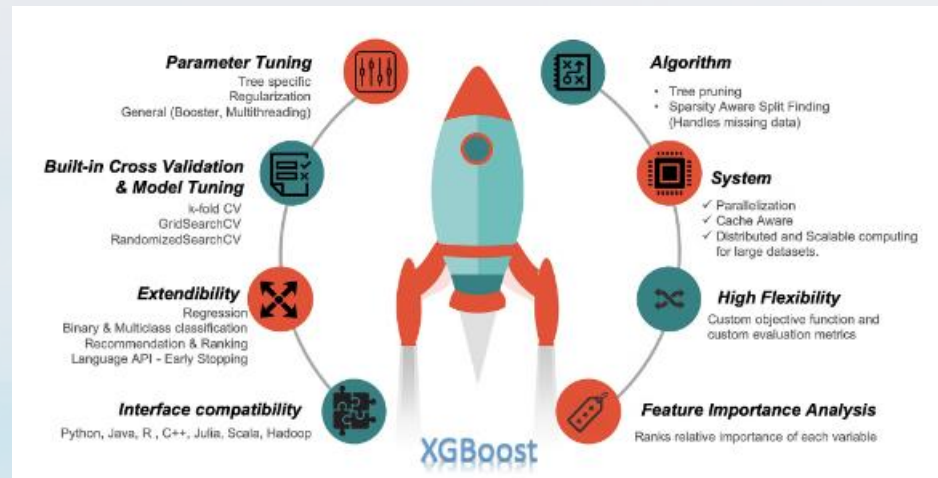 Parameter Tuning
Tree specific
Regularization
General (Booster, Multithreading)
Built-in Cross Validation
& Model Tuning
k-fold CV
GridSearchCV
RandomizedSearchCV
Extendibility
Regression
Binary & Multiclass classification
Recommendation & Ranking
Language API - Early Stopping
Interface compatibility
Python, Java, R , C++, Julia, Scala, Hadoop
Algorithm
• Tree pruning
• Sparsity Aware Split Finding
(Handles missing data)
System
✓ Parallelization
✓ Cache Aware
✓ Distributed and Scalable computing
for large datasets.
High Flexibility
Custom objective function and
custom evaluation metrics
Feature Importance Analysis
Ranks relative importance of each variable
XGBoost